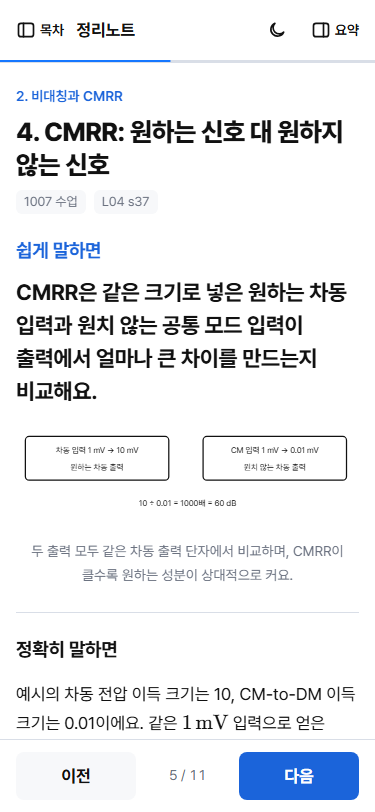 목차 정리노트 요약
2. 비대칭과 CMRR
4. CMRR: 원하는 신호 대 원하지
않는 신호
1007 수업 L04 s37
쉽게 말하면
CMRR은 같은 크기로 넣은 원하는 차동
입력과 원치 않는 공통 모드 입력이
출력에서 얼마나 큰 차이를 만드는지
비교해요.
차동 입력 1 mV → 10 mV
원하는 차동 출력
CM 입력 1 mV → 0.01 mV
원치 않는 차동 출력
10 ÷ 0.01 = 1000배 = 60 dB
두 출력 모두 같은 차동 출력 단자에서 비교하며, CMRR이
클수록 원하는 성분이 상대적으로 커요.
정확히 말하면
예시의 차동 전압 이득 크기는 10, CM-to-DM 이득
크기는 0.01이에요. 같은 1 mV 입력으로 얻은
이전 5 / 11 다음